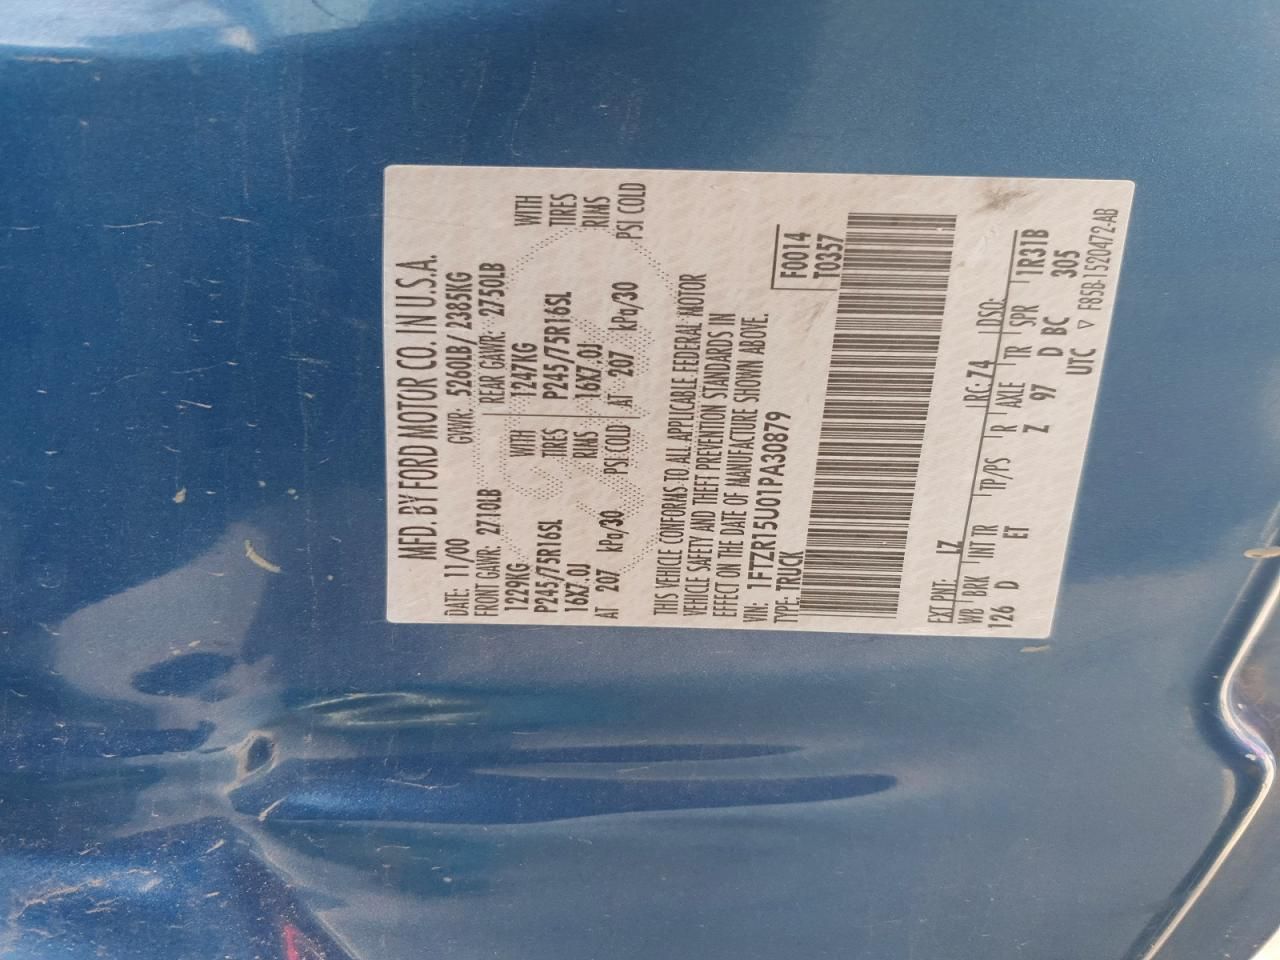 MFD. BY FORD MOTOR CO. IN U.S.A.
DATE: 11/00 GVWR: 5260LB/ 2385KG
FRONT GAWR: 2710LB REAR GAWR: 2750LB
1229KG WITH 1247KG WITH
P245/75R16SL TIRES P245/75R16SL TIRES
16X7.0J RIMS 16X7.0J RIMS
AT 207 kPa/30 PSI COLD AT 207 kPa/30 PSI COLD
THIS VEHICLE CONFORMS TO ALL APPLICABLE FEDERAL MOTOR
VEHICLE SAFETY AND THEFT PREVENTION STANDARDS IN
EFFECT ON THE DATE OF MANUFACTURE SHOWN ABOVE.
VIN: 1FTZR15U01PA30879 F0014
TYPE: TRUCK T0357
EXT PNT: LZ RC: 74 DSO:
WB BRK INT TR TP/PS R AXLE TR SPR 1R31B
126 D ET Z 97 D BC 305
UTC ▽ F85B-1520472-AB